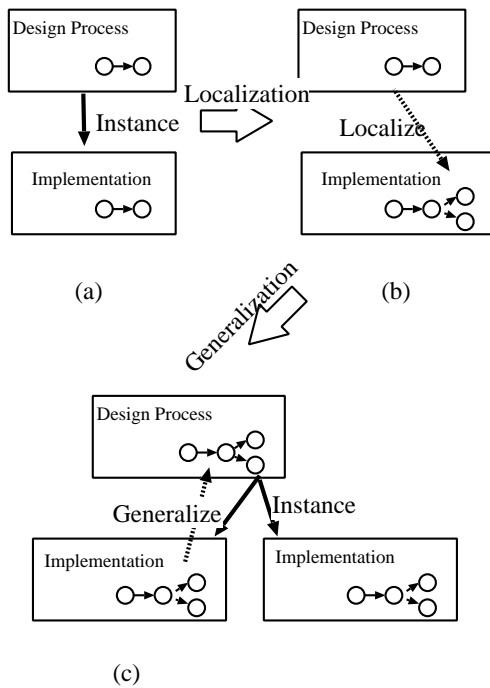 Design Process
Instance
Implementation
(a)
Localization
Design Process
Localize
Implementation
(b)
Generalization
Design Process
Generalize
Instance
Implementation
Implementation
(c)